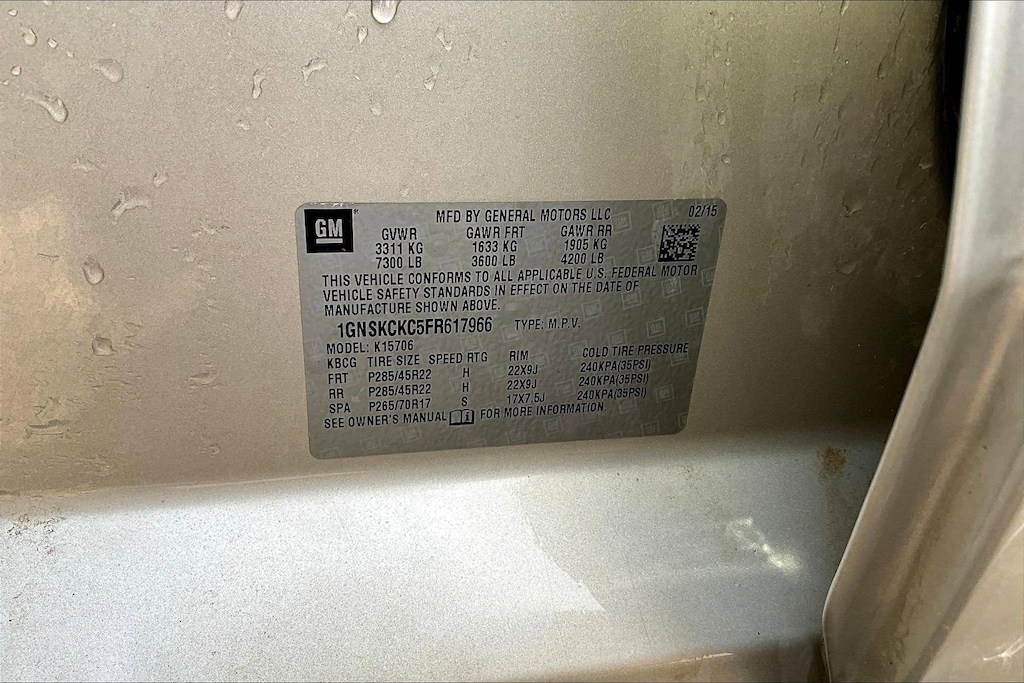 GM ®
MFD BY GENERAL MOTORS LLC 02/15
GVWR GAWR FRT GAWR RR
3311 KG 1633 KG 1905 KG
7300 LB 3600 LB 4200 LB
THIS VEHICLE CONFORMS TO ALL APPLICABLE U.S. FEDERAL MOTOR
VEHICLE SAFETY STANDARDS IN EFFECT ON THE DATE OF
MANUFACTURE SHOWN ABOVE.
1GNSKCKC5FR617966 TYPE: M.P.V.
MODEL: K15706
KBCG TIRE SIZE SPEED RTG RIM COLD TIRE PRESSURE
FRT P285/45R22 H 22X9J 240KPA(35PSI)
RR P285/45R22 H 22X9J 240KPA(35PSI)
SPA P265/70R17 S 17X7.5J 240KPA(35PSI)
SEE OWNER'S MANUAL FOR MORE INFORMATION.